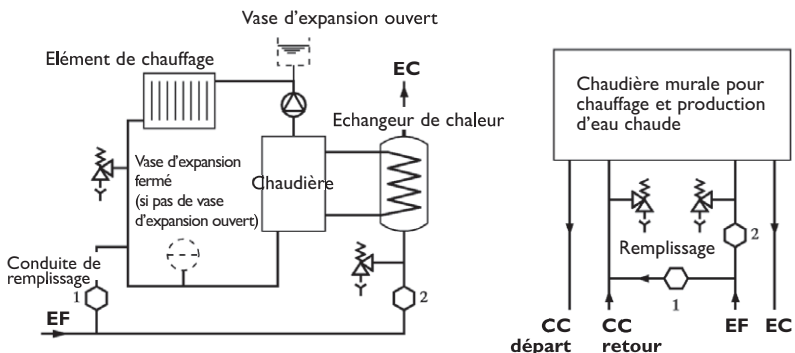 Vase d'expansion ouvert
Elément de chauffage
EC
Echangeur de chaleur
Vase d'expansion
fermé
(si pas de vase
d'expansion ouvert)
Chaudière
Conduite de
remplissage
1
2
EF
Chaudière murale pour
chauffage et production
d'eau chaude
2
Remplissage
1
CC
départ
CC
retour
EF
EC